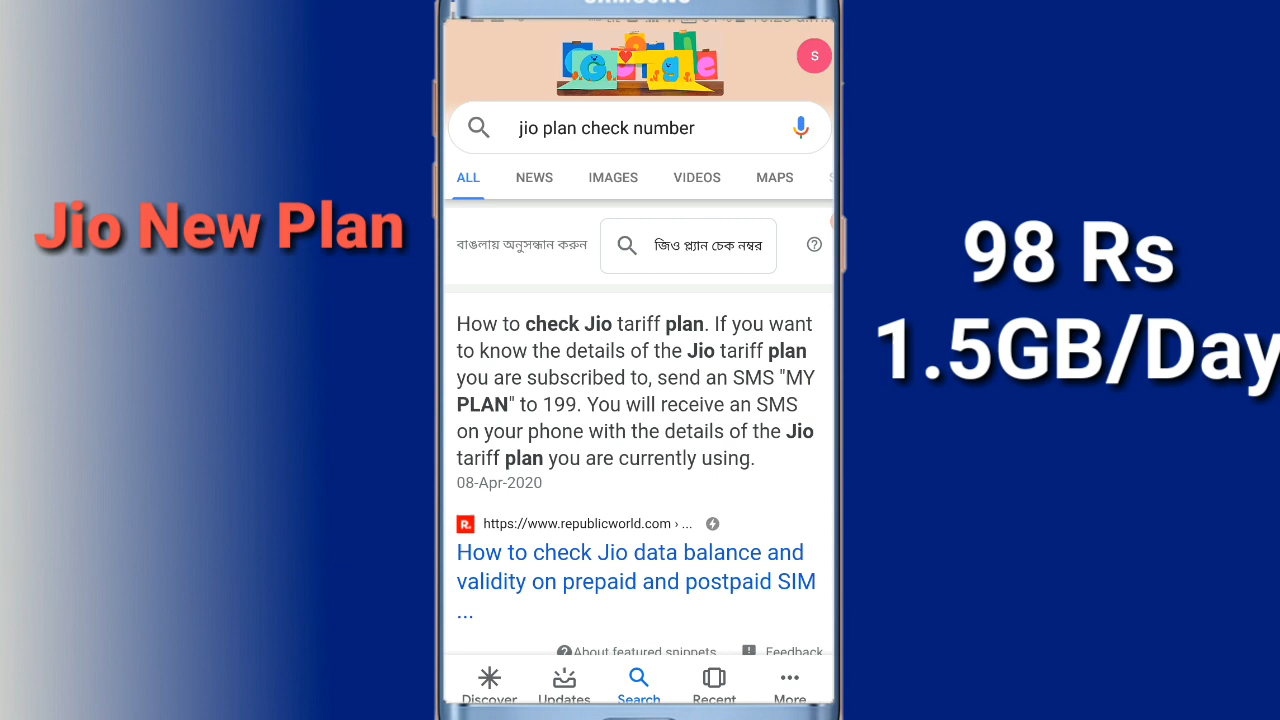 SAMSUNG
Jio New Plan
98 Rs
1.5GB/Day
Google
S
jio plan check number
ALL NEWS IMAGES VIDEOS MAPS
বাঙলায় অনুসন্ধান করুন
জিও প্ল্যান চেক নম্বর
How to check Jio tariff plan. If you want
to know the details of the Jio tariff plan
you are subscribed to, send an SMS "MY
PLAN" to 199. You will receive an SMS
on your phone with the details of the Jio
tariff plan you are currently using.
08-Apr-2020
R.
https://www.republicworld.com › ...
How to check Jio data balance and
validity on prepaid and postpaid SIM
...
About featured snippets Feedback
Discover Updates Search Recent More